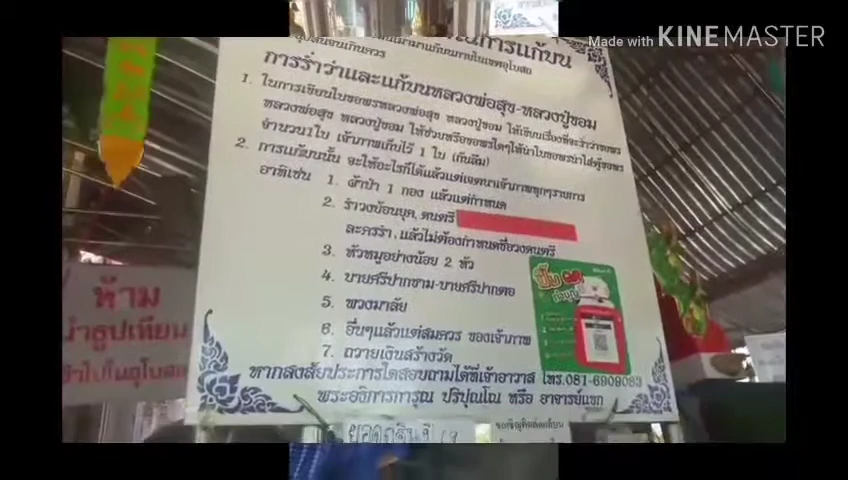 Made with KINEMASTER
ในการแก้บน
การรำว่าและแก้บนหลวงพ่อสุข-หลวงปู่ขอม
1. ในการเขียนใบขอพรหลวงพ่อสุข หลวงปู่ขอม ให้เขียนเรื่องที่จะรำว่าขอพร
หลวงพ่อสุข หลวงปู่ขอม ให้ช่วยหรือขอพรใดๆให้นำใบขอพรมาใส่ตู้ขอพร
จำนวน1ใบ เจ้าภาพเก็บไว้ 1 ใบ (กันลืม)
2. การแก้บนนั้น จะให้อะไรก็ได้แล้วแต่เจตนาเจ้าภาพทุกๆรายการ
อาทิเช่น 1. ผ้าป่า 1 กอง แล้วแต่กำหนด
2. รำวงย้อนยุค, ดนตรี
ละครรำ, แล้วไม่ต้องกำหนดชื่อวงดนตรี
3. หัวหมูอย่างน้อย 2 หัว
4. บายศรีปากชาม-บายศรีปากตอ
5. พวงมาลัย
6. อื่นๆแล้วแต่สมควร ของเจ้าภาพ
7. ถวายเงินสร้างวัด
หากสงสัยประการใดสอบถามได้ที่เจ้าอาวาส โทร.081-6909083
พระอธิการการุณ ปริปุณโณ หรือ อาจารย์แขก
ห้าม
นำธูปเทียน
เข้าไปในอุโบสถ